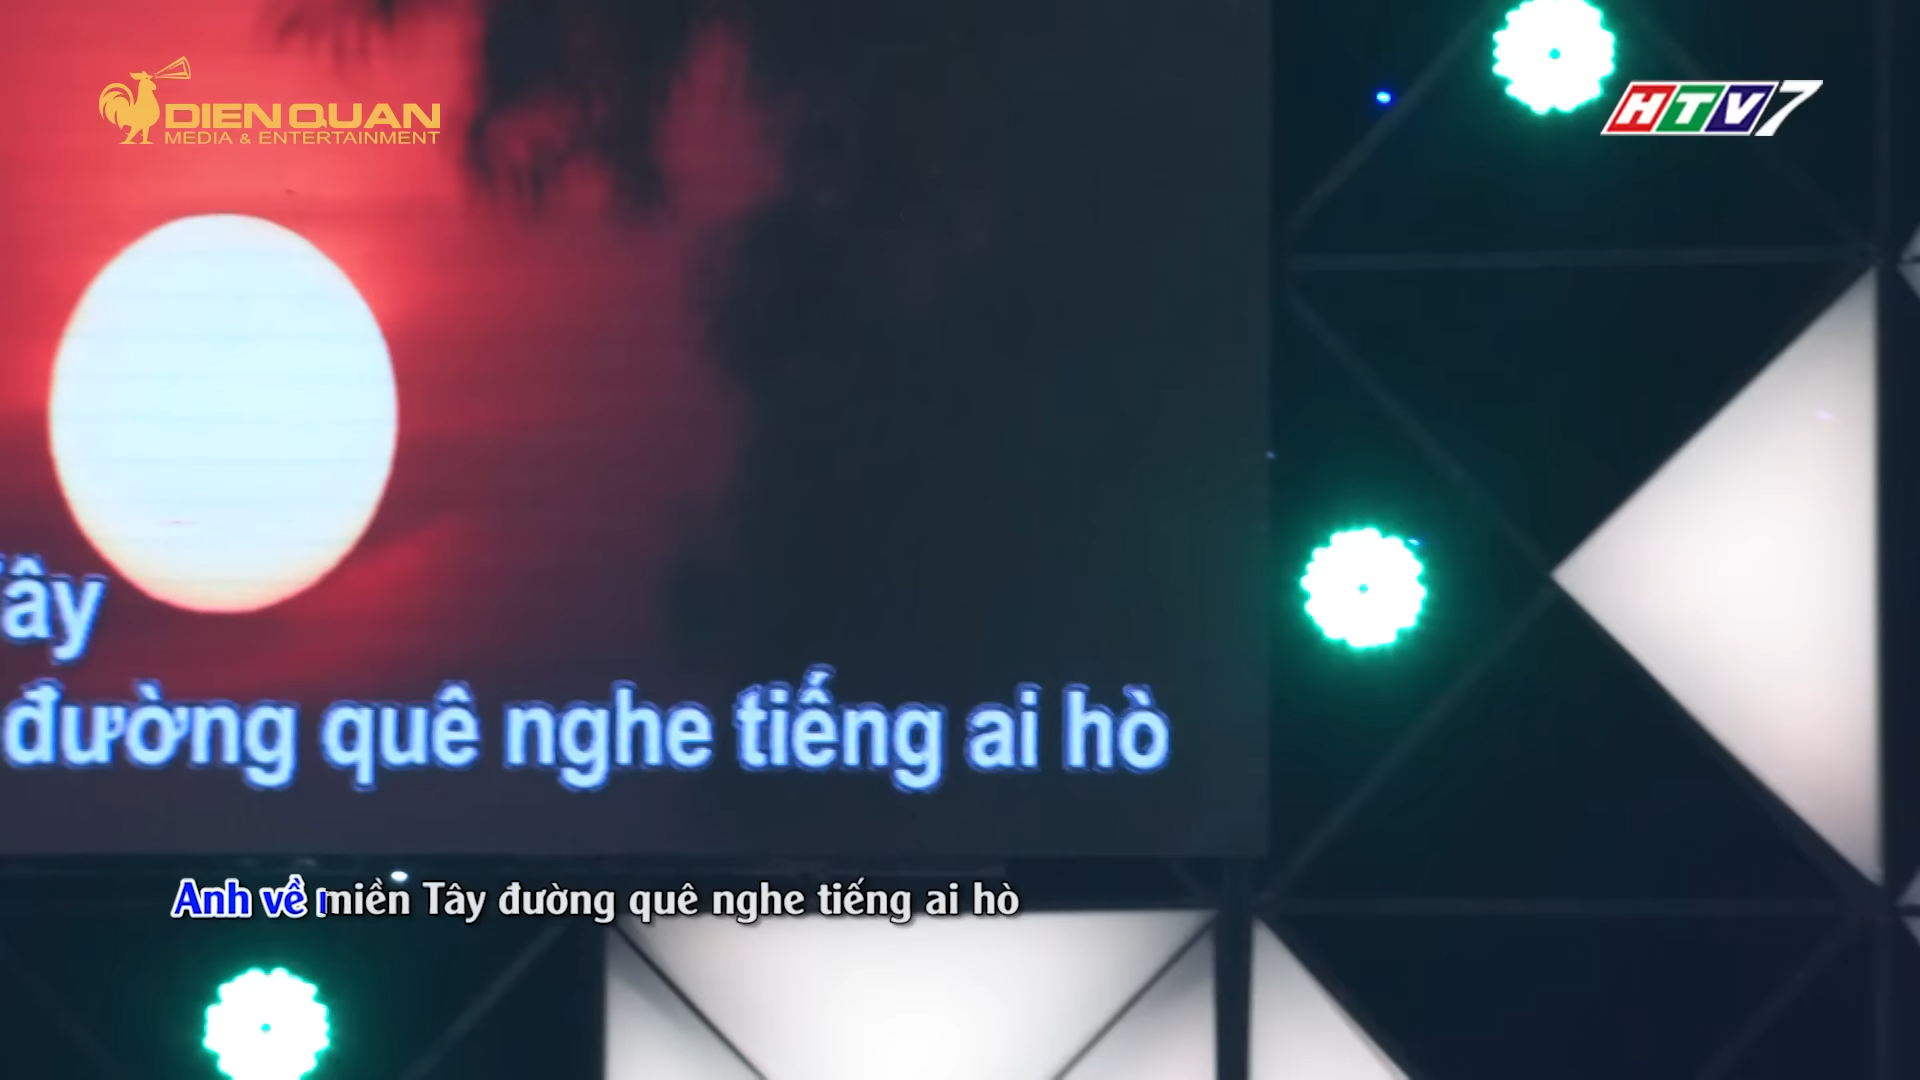 DIEN QUAN
MEDIA & ENTERTAINMENT
HTV7
đường quê nghe tiếng ai hò
Anh về miền Tây đường quê nghe tiếng ai hò